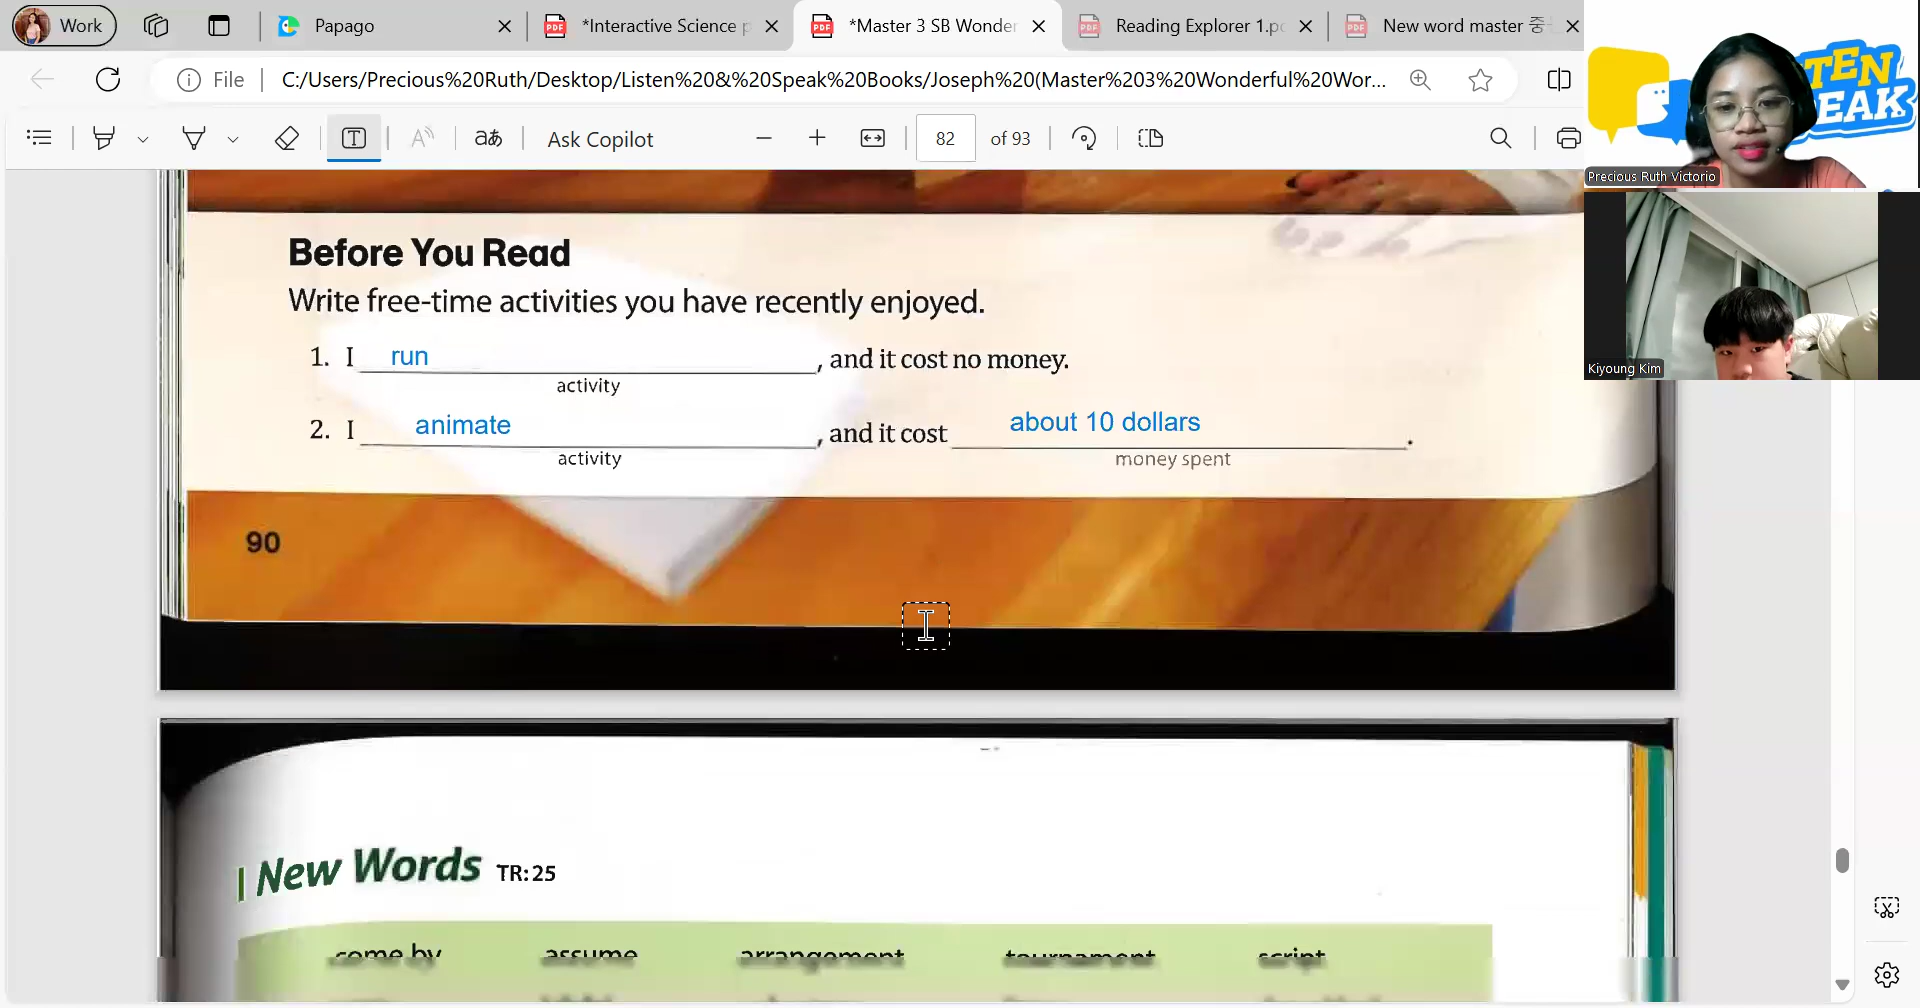 Work
Papago
*Interactive Science p
*Master 3 SB Wonder
Reading Explorer 1.p
New word master 중
File
C:/Users/Precious%20Ruth/Desktop/Listen%20&%20Speak%20Books/Joseph%20(Master%203%20Wonderful%20Wor...
TEN
EAK
Precious Ruth Victorio
Kiyoung Kim
aあ
Ask Copilot
82 of 93
Before You Read
Write free-time activities you have recently enjoyed.
1. I run, and it cost no money.
activity
2. I animate, and it cost about 10 dollars.
activity
money spent
90
New Words TR: 25
come by assume arrangement tournament script